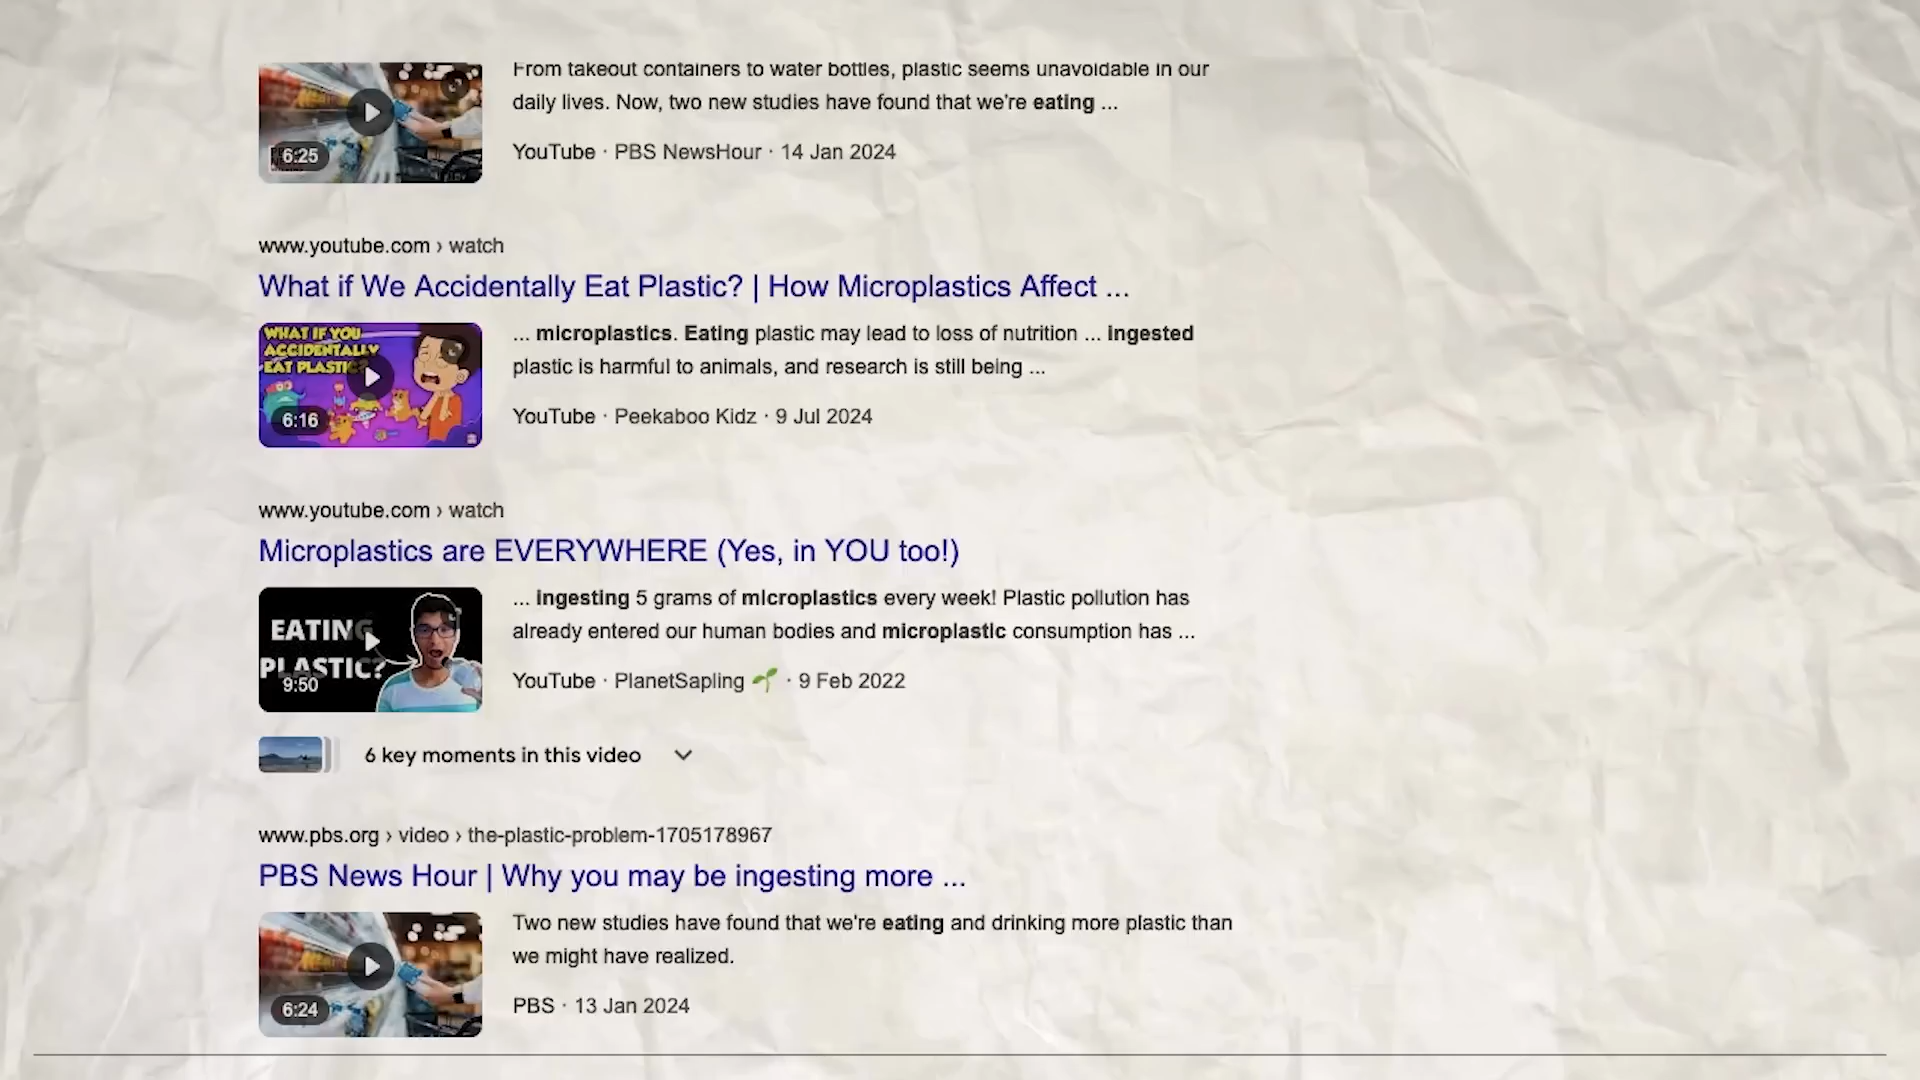 From takeout containers to water bottles, plastic seems unavoidable in our
daily lives. Now, two new studies have found that we're eating ...
6:25
YouTube · PBS NewsHour · 14 Jan 2024
www.youtube.com › watch
What if We Accidentally Eat Plastic? | How Microplastics Affect ...
WHAT IF YOU
ACCIDENTALLY
EAT PLASTIC?
6:16
... microplastics. Eating plastic may lead to loss of nutrition ... ingested
plastic is harmful to animals, and research is still being ...
YouTube · Peekaboo Kidz · 9 Jul 2024
www.youtube.com › watch
Microplastics are EVERYWHERE (Yes, in YOU too!)
EATING
PLASTIC?
9:50
... ingesting 5 grams of microplastics every week! Plastic pollution has
already entered our human bodies and microplastic consumption has ...
YouTube · PlanetSapling 🌱 · 9 Feb 2022
6 key moments in this video
www.pbs.org › video › the-plastic-problem-1705178967
PBS News Hour | Why you may be ingesting more ...
6:24
Two new studies have found that we're eating and drinking more plastic than
we might have realized.
PBS · 13 Jan 2024